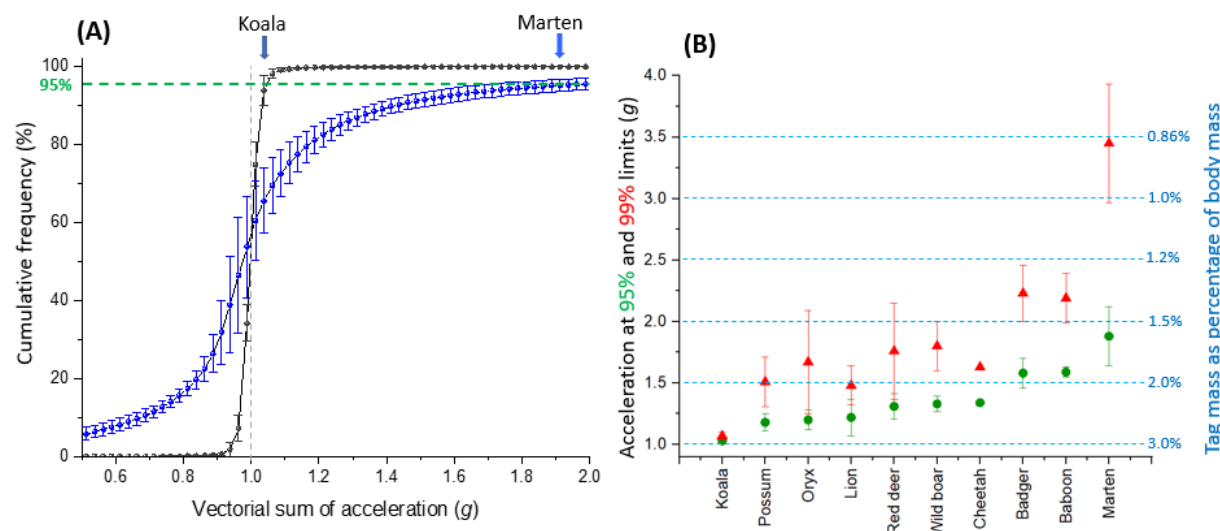 (A)
Koala
Marten
100
95%
80
60
40
20
0
Cumulative frequency (%)
0.6
0.8
1.0
1.2
1.4
1.6
1.8
2.0
Vectorial sum of acceleration (g)
(B)
4.0
3.5
3.0
2.5
2.0
1.5
1.0
Acceleration at 95% and 99% limits (g)
0.86%
1.0%
1.2%
1.5%
2.0%
3.0%
Tag mass as percentage of body mass
Koala
Possum
Oryx
Lion
Red deer
Wild boar
Cheetah
Badger
Baboon
Marten